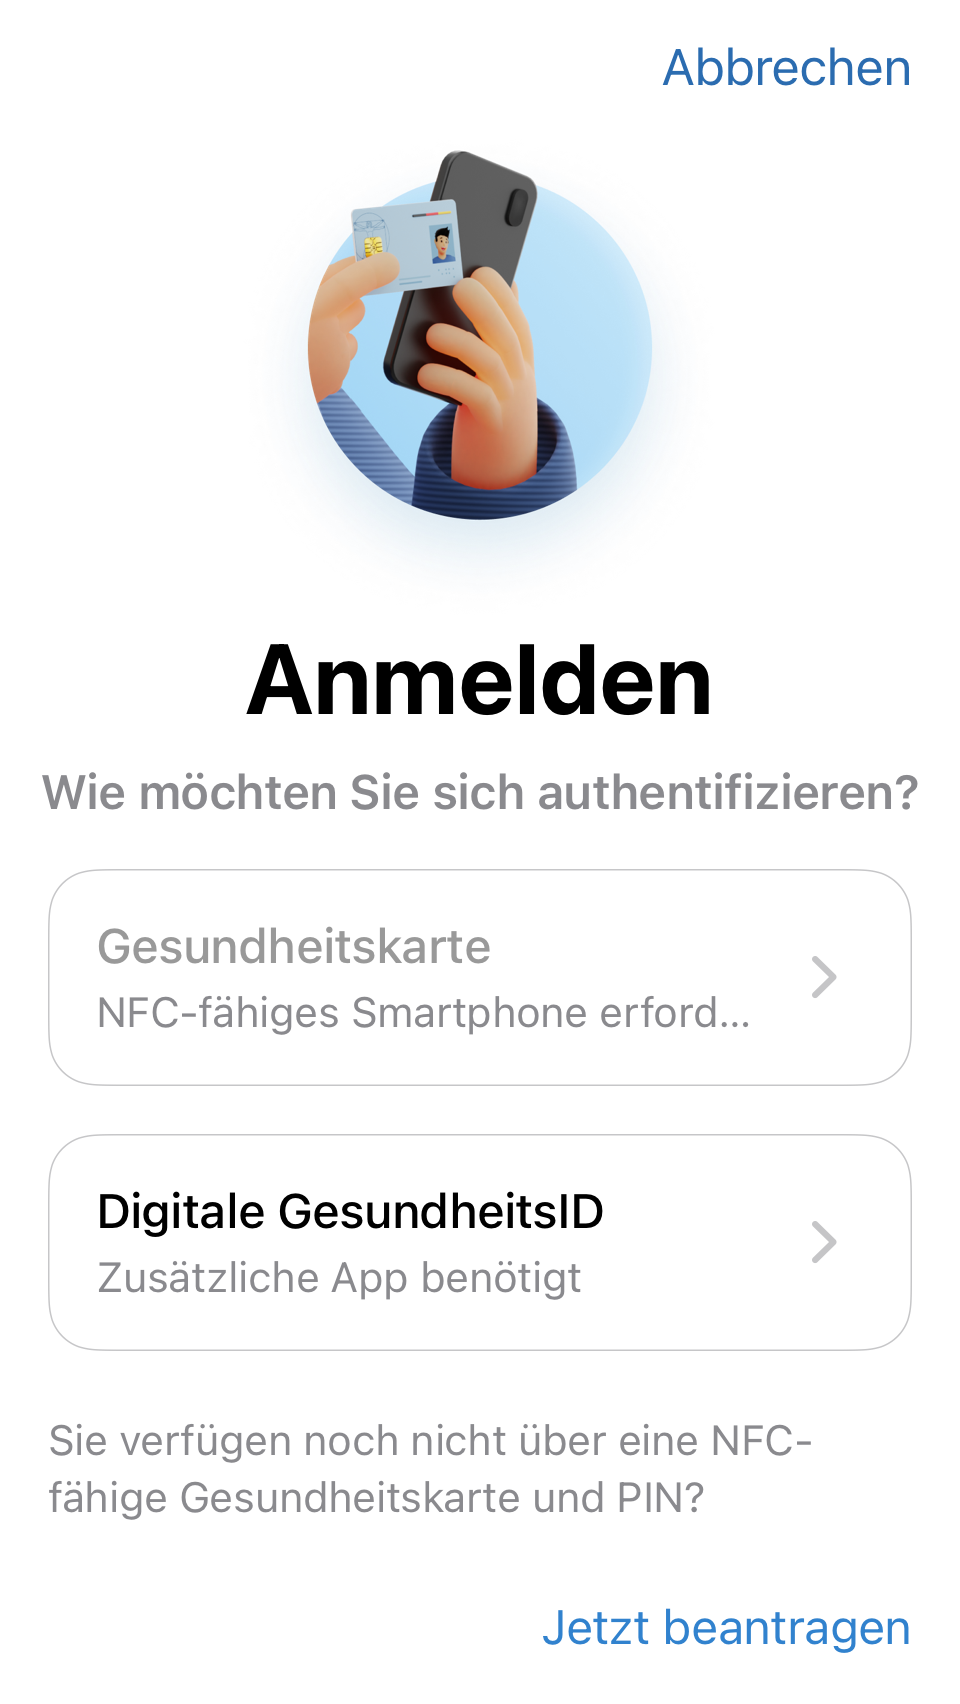 Abbrechen
Anmelden
Wie möchten Sie sich authentifizieren?
Gesundheitskarte
NFC-fähiges Smartphone erford...
Digitale GesundheitsID
Zusätzliche App benötigt
Sie verfügen noch nicht über eine NFC-
fähige Gesundheitskarte und PIN?
Jetzt beantragen